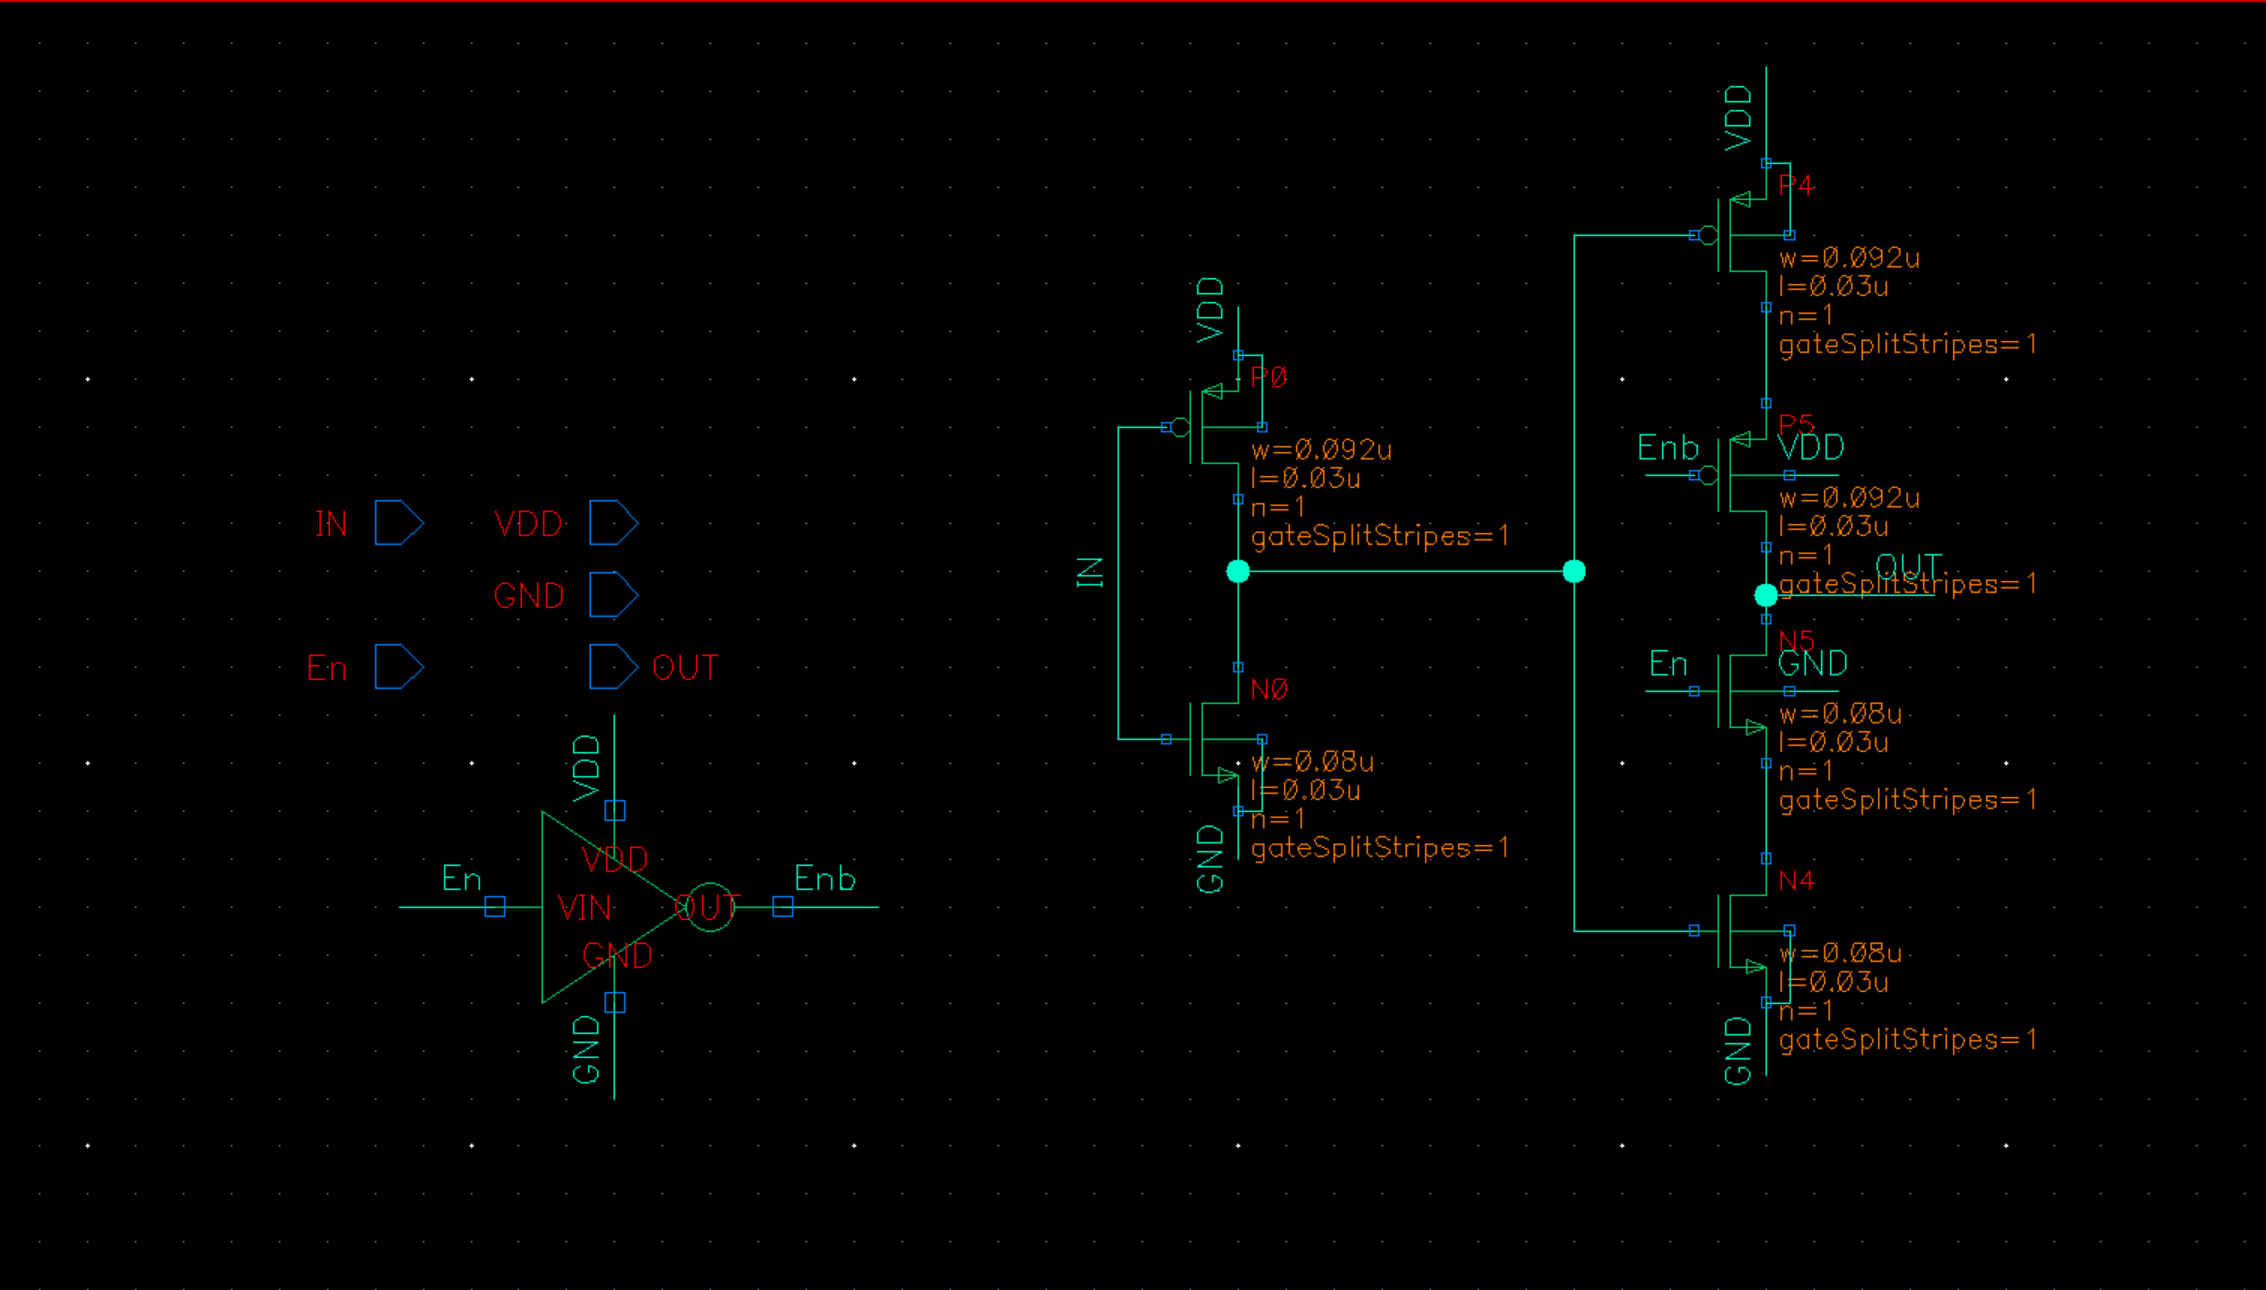 IN
VDD
GND
En
OUT
VDD
VDD
En
VIN
OUT
Enb
GND
GND
VDD
P0
w=0.092u
l=0.03u
n=1
gateSplitStripes=1
IN
N0
w=0.08u
l=0.03u
n=1
gateSplitStripes=1
GND
VDD
P4
w=0.092u
l=0.03u
n=1
gateSplitStripes=1
P5
Enb
VDD
w=0.092u
l=0.03u
n=1
gateSplitStripes=1
OUT
N5
En
GND
w=0.08u
l=0.03u
n=1
gateSplitStripes=1
N4
w=0.08u
l=0.03u
n=1
gateSplitStripes=1
GND